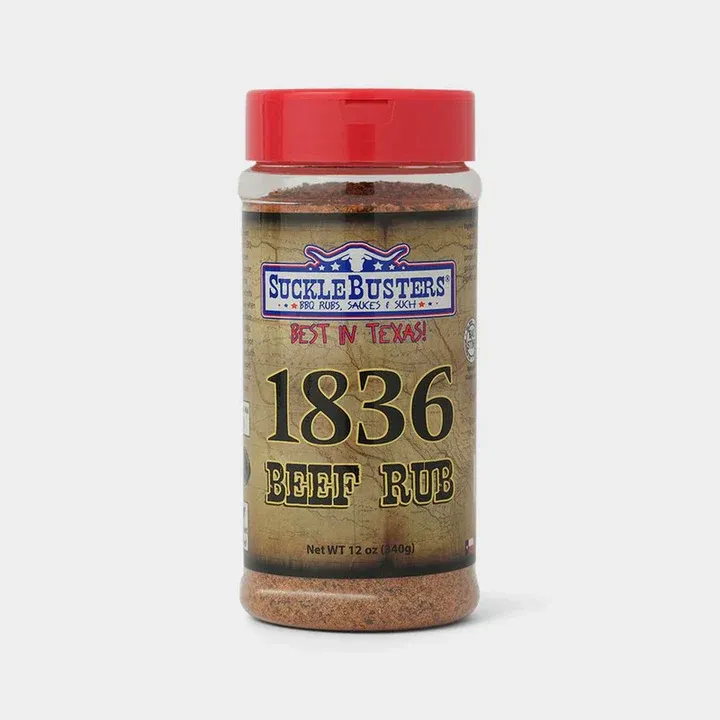 SUCKLEBUSTERS®
BBQ RUBS, SAUCES & SUCH
BEST IN TEXAS!
1836
BEEF RUB
Net WT 12 oz (340g)